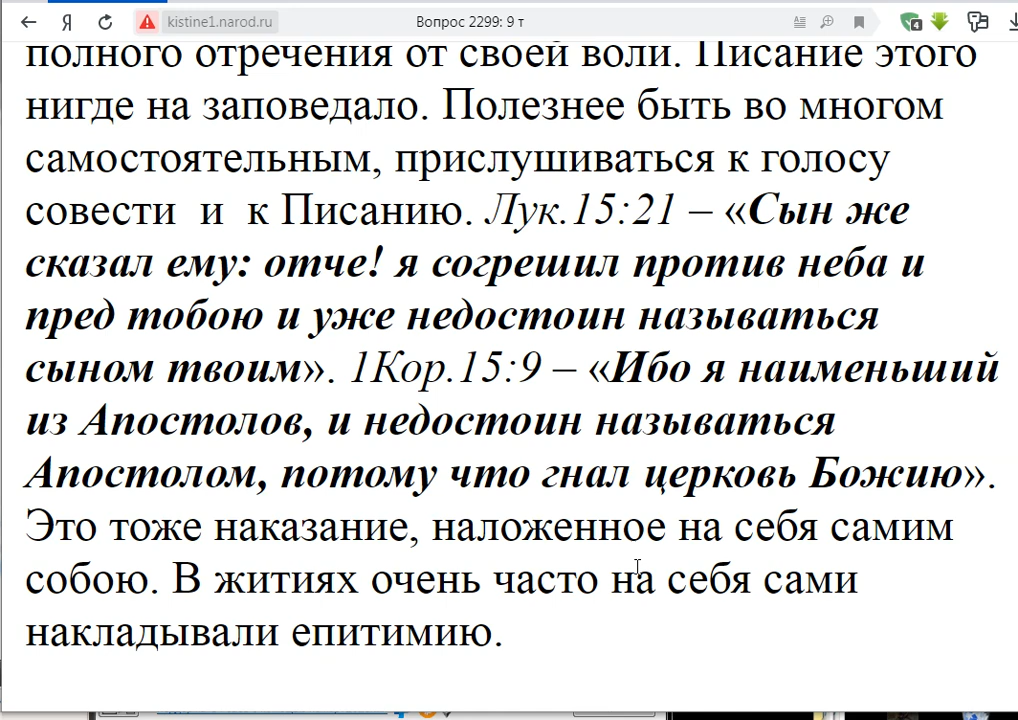 kistine1.narod.ru
Вопрос 2299: 9 т
4
полного отречения от своей воли. Писание этого
нигде на заповедало. Полезнее быть во многом
самостоятельным, прислушиваться к голосу
совести и к Писанию. Лук.15:21 – «Сын же
сказал ему: отче! я согрешил против неба и
пред тобою и уже недостоин называться
сыном твоим». 1Кор.15:9 – «Ибо я наименьший
из Апостолов, и недостоин называться
Апостолом, потому что гнал церковь Божию».
Это тоже наказание, наложенное на себя самим
собою. В житиях очень часто на себя сами
накладывали епитимию.